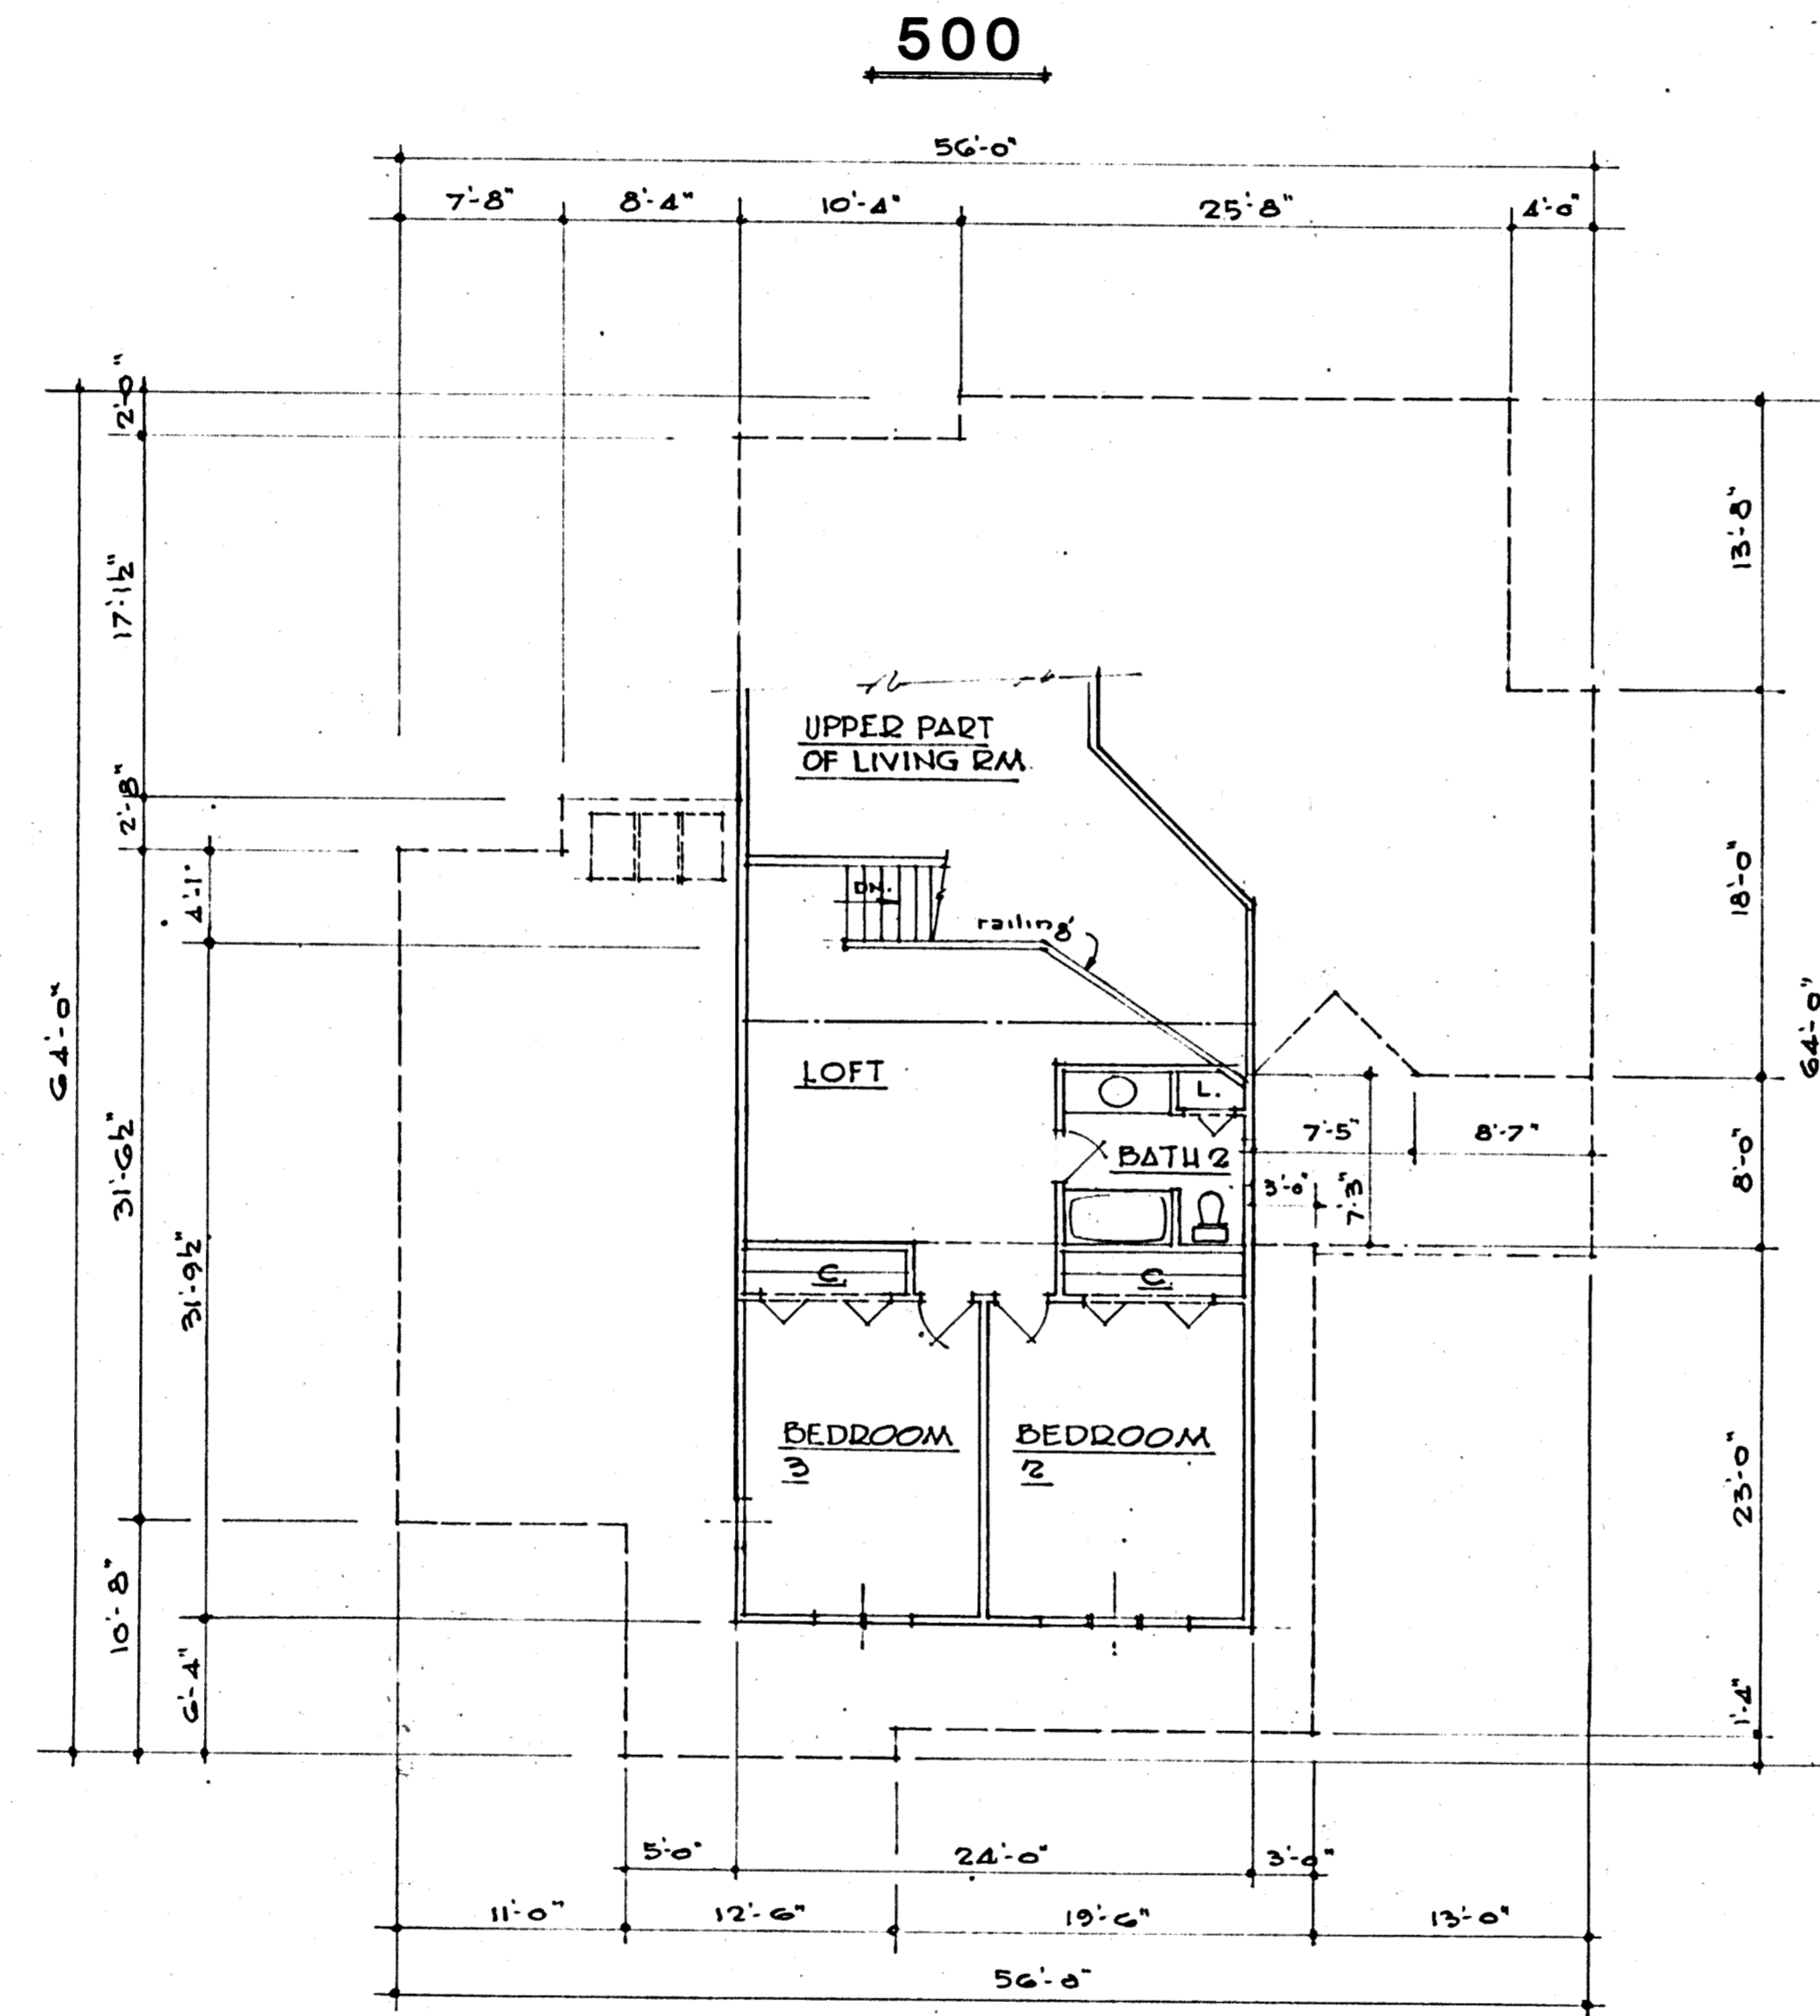 500
56'-0"
7'-8" 8'-4" 10'-4" 25'-8" 4'-0"
2'-0"
17'-1½"
2'-8"
4'-1"
64'-0"
31'-6½"
31'-9½"
10'-8"
6'-4"
UPPER PART
OF LIVING RM.
DN.
railing
LOFT
L.
BATH 2
C.
C.
BEDROOM
3
BEDROOM
2
7'-5" 8'-7"
3'-0"
7'-3"
13'-8"
18'-0"
64'-0"
8'-0"
23'-0"
1'-4"
5'-0" 24'-0" 3'-0"
11'-0" 12'-6" 19'-6" 13'-0"
56'-0"